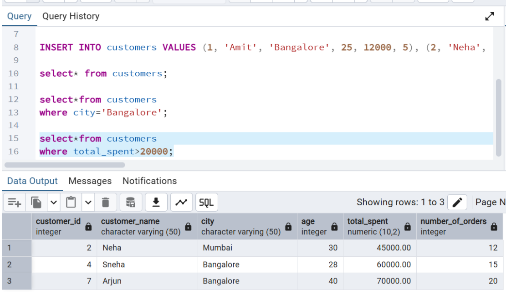 Query Query History
7
8 INSERT INTO customers VALUES (1, 'Amit', 'Bangalore', 25, 12000, 5), (2, 'Neha',
9
10 select* from customers;
11
12 select*from customers
13 where city='Bangalore';
14
15 select*from customers
16 where total_spent>20000;
Data Output Messages Notifications
SQL Showing rows: 1 to 3 Page N
customer_id customer_name city age total_spent number_of_orders
integer character varying (50) character varying (50) integer numeric (10,2) integer
1 2 Neha Mumbai 30 45000.00 12
2 4 Sneha Bangalore 28 60000.00 15
3 7 Arjun Bangalore 40 70000.00 20